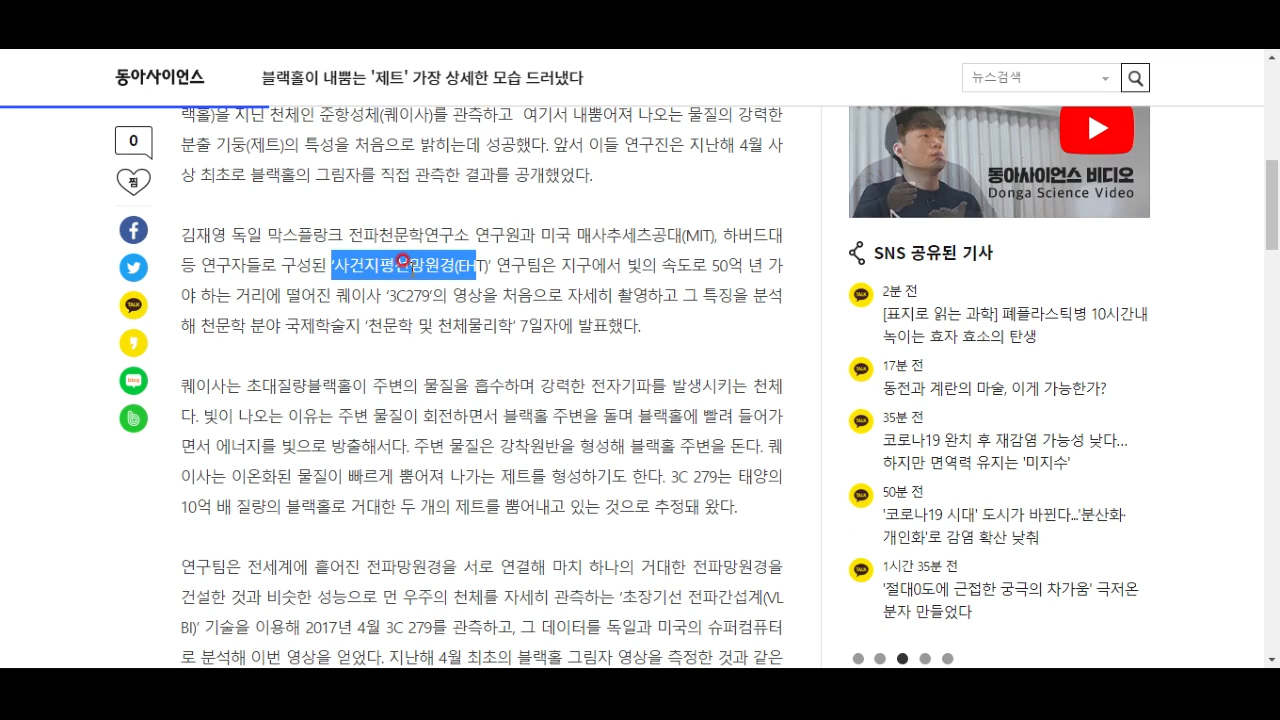 동아사이언스
블랙홀이 내뿜는 '제트' 가장 상세한 모습 드러냈다
뉴스검색
0
찜
랙홀)을 지닌 천체인 준항성체(퀘이사)를 관측하고 여기서 내뿜어져 나오는 물질의 강력한
분출 기둥(제트)의 특성을 처음으로 밝히는데 성공했다. 앞서 이들 연구진은 지난해 4월 사
상 최초로 블랙홀의 그림자를 직접 관측한 결과를 공개했었다.
김재영 독일 막스플랑크 전파천문학연구소 연구원과 미국 매사추세츠공대(MIT), 하버드대
등 연구자들로 구성된 ‘사건지평선망원경(EHT)’ 연구팀은 지구에서 빛의 속도로 50억 년 가
야 하는 거리에 떨어진 퀘이사 ‘3C279’의 영상을 처음으로 자세히 촬영하고 그 특징을 분석
해 천문학 분야 국제학술지 ‘천문학 및 천체물리학’ 7일자에 발표했다.
퀘이사는 초대질량블랙홀이 주변의 물질을 흡수하며 강력한 전자기파를 발생시키는 천체
다. 빛이 나오는 이유는 주변 물질이 회전하면서 블랙홀 주변을 돌며 블랙홀에 빨려 들어가
면서 에너지를 빛으로 방출해서다. 주변 물질은 강착원반을 형성해 블랙홀 주변을 돈다. 퀘
이사는 이온화된 물질이 빠르게 뿜어져 나가는 제트를 형성하기도 한다. 3C 279는 태양의
10억 배 질량의 블랙홀로 거대한 두 개의 제트를 뿜어내고 있는 것으로 추정돼 왔다.
연구팀은 전세계에 흩어진 전파망원경을 서로 연결해 마치 하나의 거대한 전파망원경을
건설한 것과 비슷한 성능으로 먼 우주의 천체를 자세히 관측하는 ‘초장기선 전파간섭계(VL
BI)’ 기술을 이용해 2017년 4월 3C 279를 관측하고, 그 데이터를 독일과 미국의 슈퍼컴퓨터
로 분석해 이번 영상을 얻었다. 지난해 4월 최초의 블랙홀 그림자 영상을 측정한 것과 같은
동아사이언스 비디오
Donga Science Video
SNS 공유된 기사
TALK
2분 전
[표지로 읽는 과학] 폐플라스틱병 10시간내
녹이는 효자 효소의 탄생
TALK
17분 전
동전과 계란의 마술, 이게 가능한가?
TALK
35분 전
코로나19 완치 후 재감염 가능성 낮다...
하지만 면역력 유지는 '미지수'
TALK
50분 전
'코로나19 시대' 도시가 바뀐다...'분산화·
개인화'로 감염 확산 낮춰
TALK
1시간 35분 전
'절대0도에 근접한 궁극의 차가움' 극저온
분자 만들었다
TALK
blog